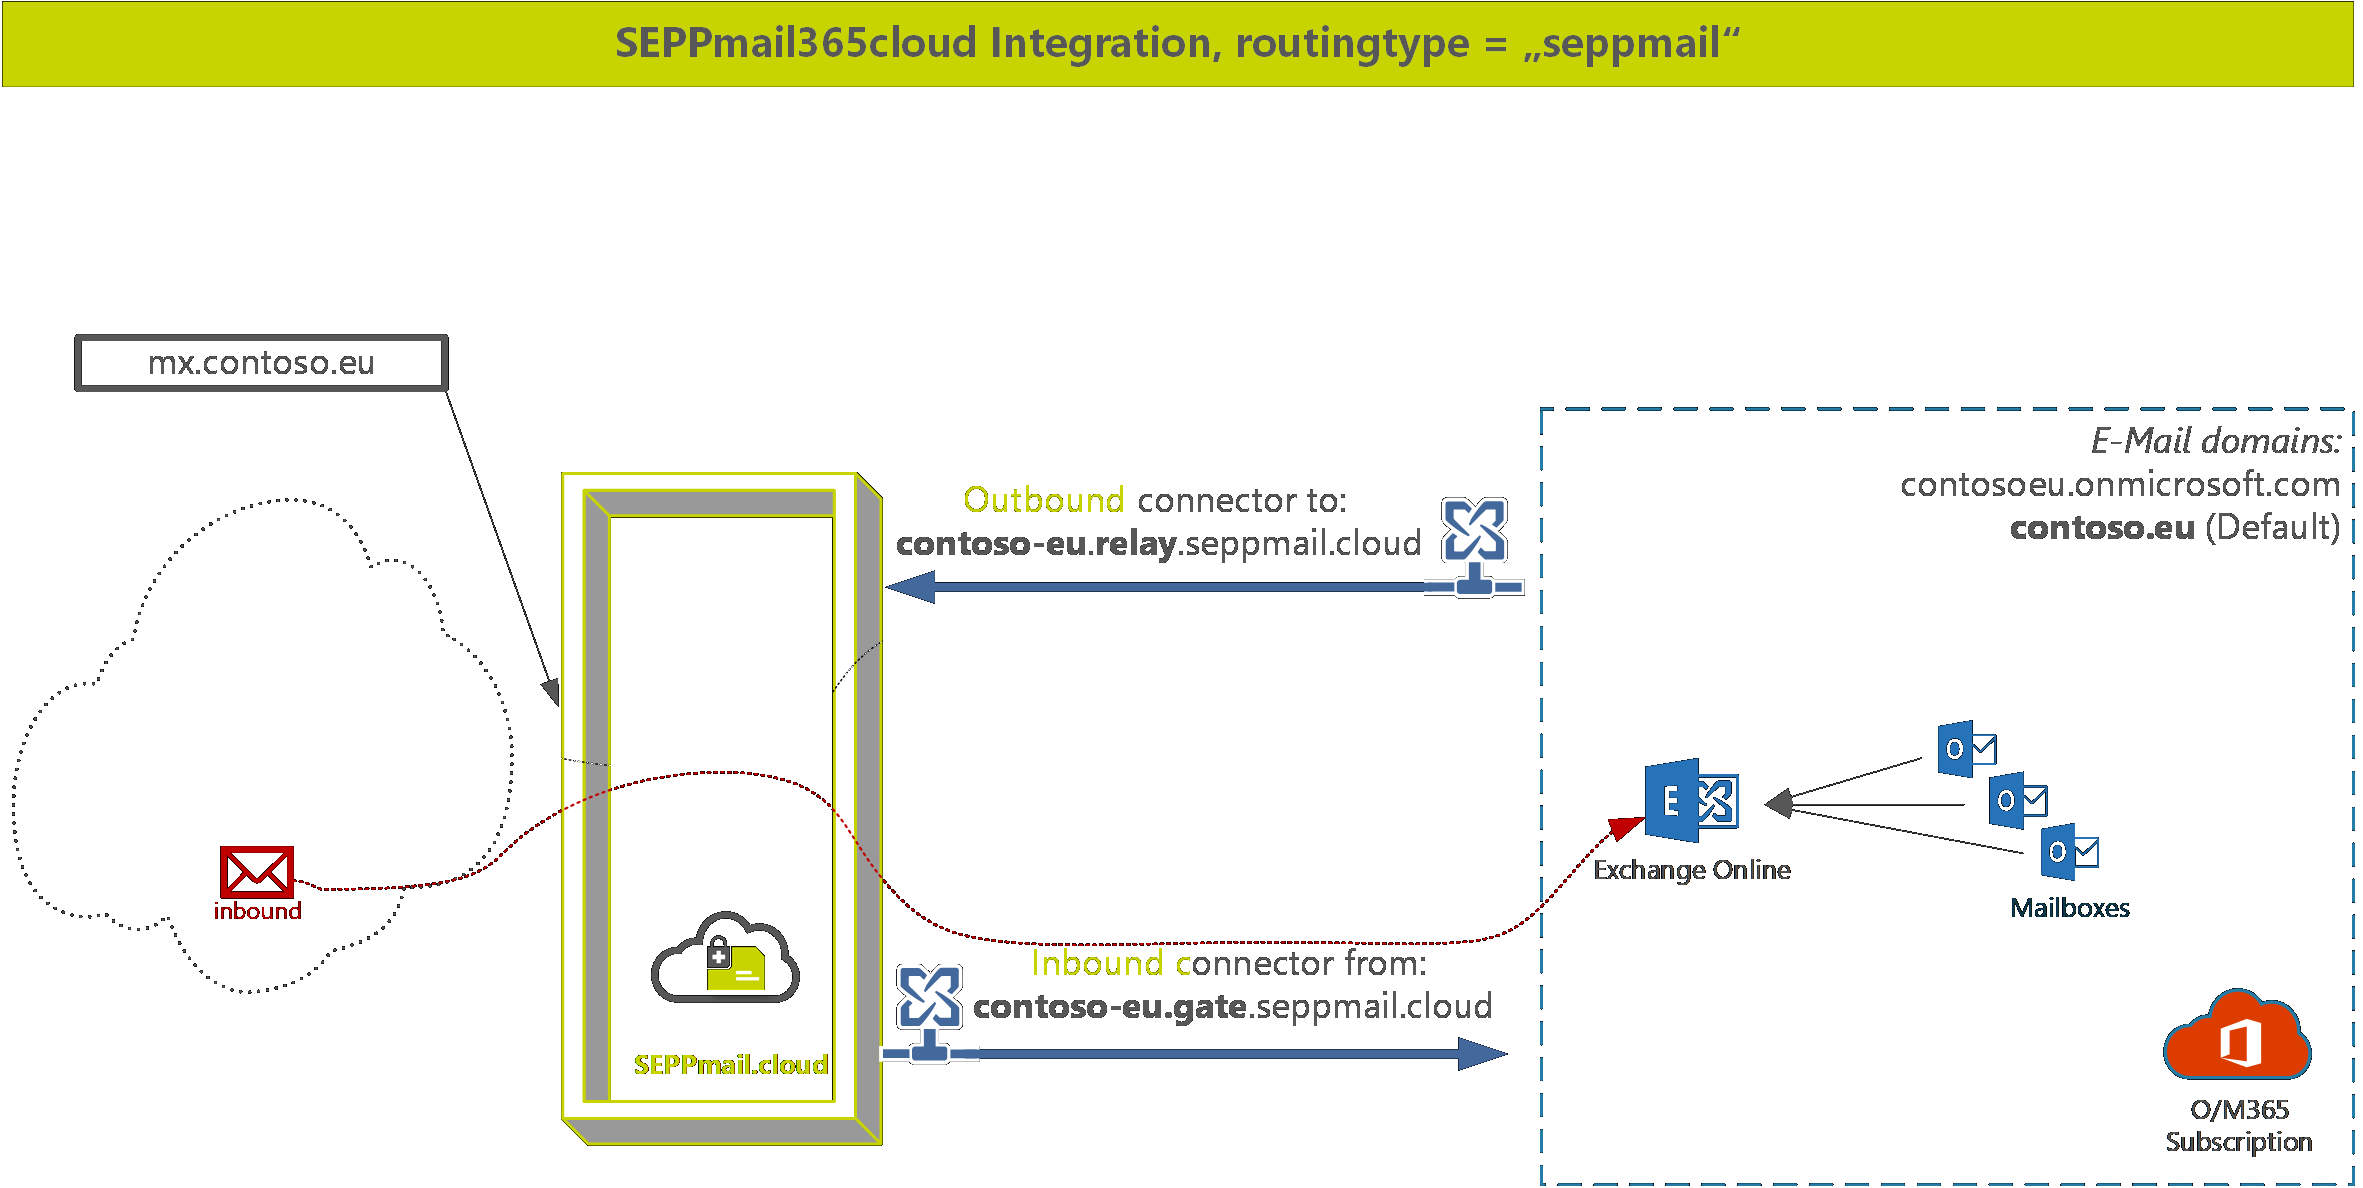 SEPPmail365cloud Integration, routingtype = „seppmail“
mx.contoso.eu
E-Mail domains:
contosoeu.onmicrosoft.com
contoso.eu (Default)
Outbound connector to:
contoso-eu.relay.seppmail.cloud
inbound
E
Exchange Online
O
O
O
Mailboxes
Inbound connector from:
contoso-eu.gate.seppmail.cloud
SEPPmail.cloud
O/M365
Subscription